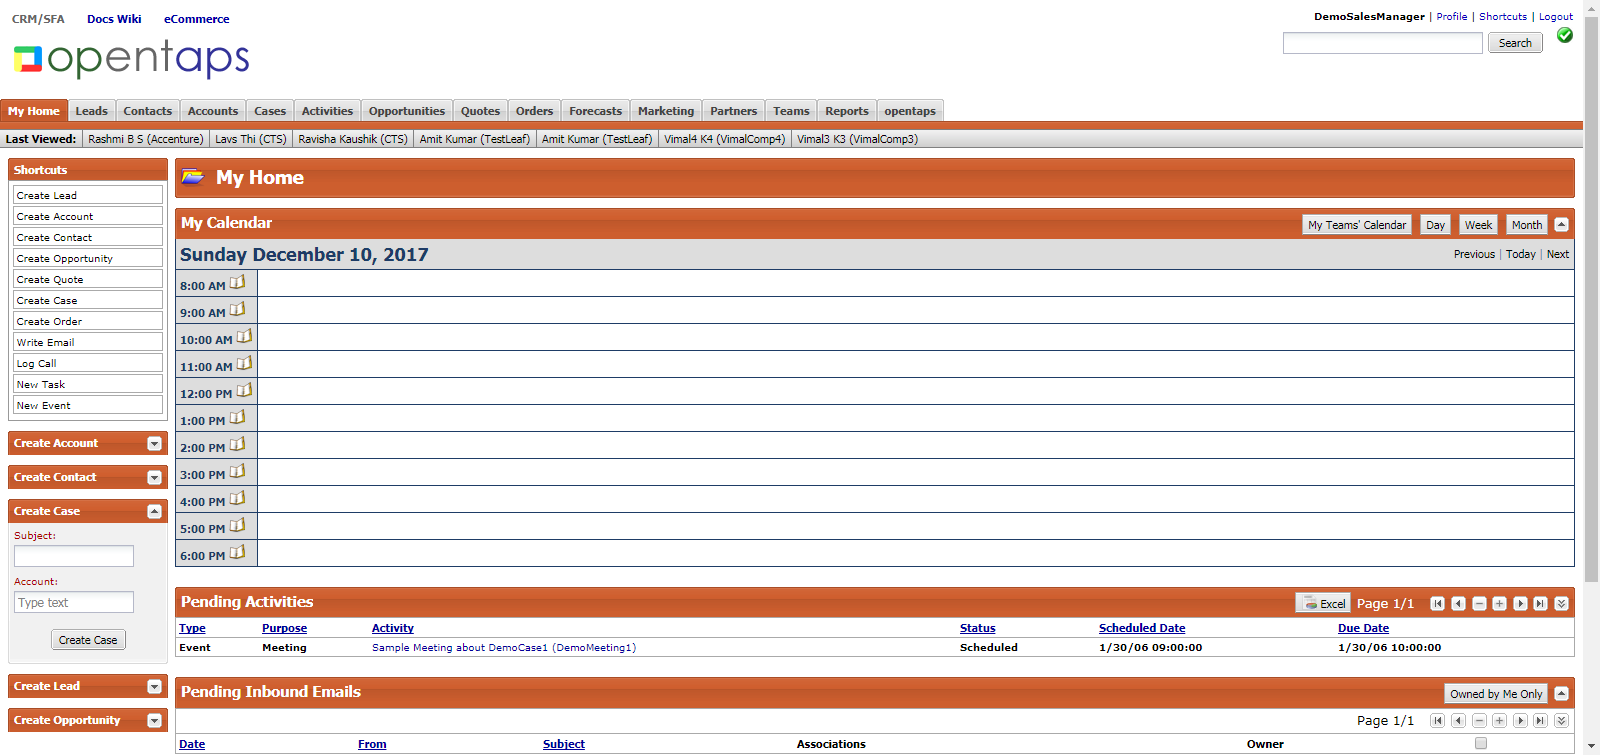 CRM/SFA Docs Wiki eCommerce
DemoSalesManager | Profile | Shortcuts | Logout
opentaps
Search
My Home Leads Contacts Accounts Cases Activities Opportunities Quotes Orders Forecasts Marketing Partners Teams Reports opentaps
Last Viewed: Rashmi B S (Accenture) Lavs Thi (CTS) Ravisha Kaushik (CTS) Amit Kumar (TestLeaf) Amit Kumar (TestLeaf) Vimal4 K4 (VimalComp4) Vimal3 K3 (VimalComp3)
Shortcuts
Create Lead
Create Account
Create Contact
Create Opportunity
Create Quote
Create Case
Create Order
Write Email
Log Call
New Task
New Event
Create Account
Create Contact
Create Case
Subject:
Account:
Type text
Create Case
Create Lead
Create Opportunity
My Home
My Calendar My Teams' Calendar Day Week Month
Sunday December 10, 2017 Previous | Today | Next
8:00 AM
9:00 AM
10:00 AM
11:00 AM
12:00 PM
1:00 PM
2:00 PM
3:00 PM
4:00 PM
5:00 PM
6:00 PM
Pending Activities Excel Page 1/1
Type Purpose Activity Status Scheduled Date Due Date
Event Meeting Sample Meeting about DemoCase1 (DemoMeeting1) Scheduled 1/30/06 09:00:00 1/30/06 10:00:00
Pending Inbound Emails Owned by Me Only
Page 1/1
Date From Subject Associations Owner